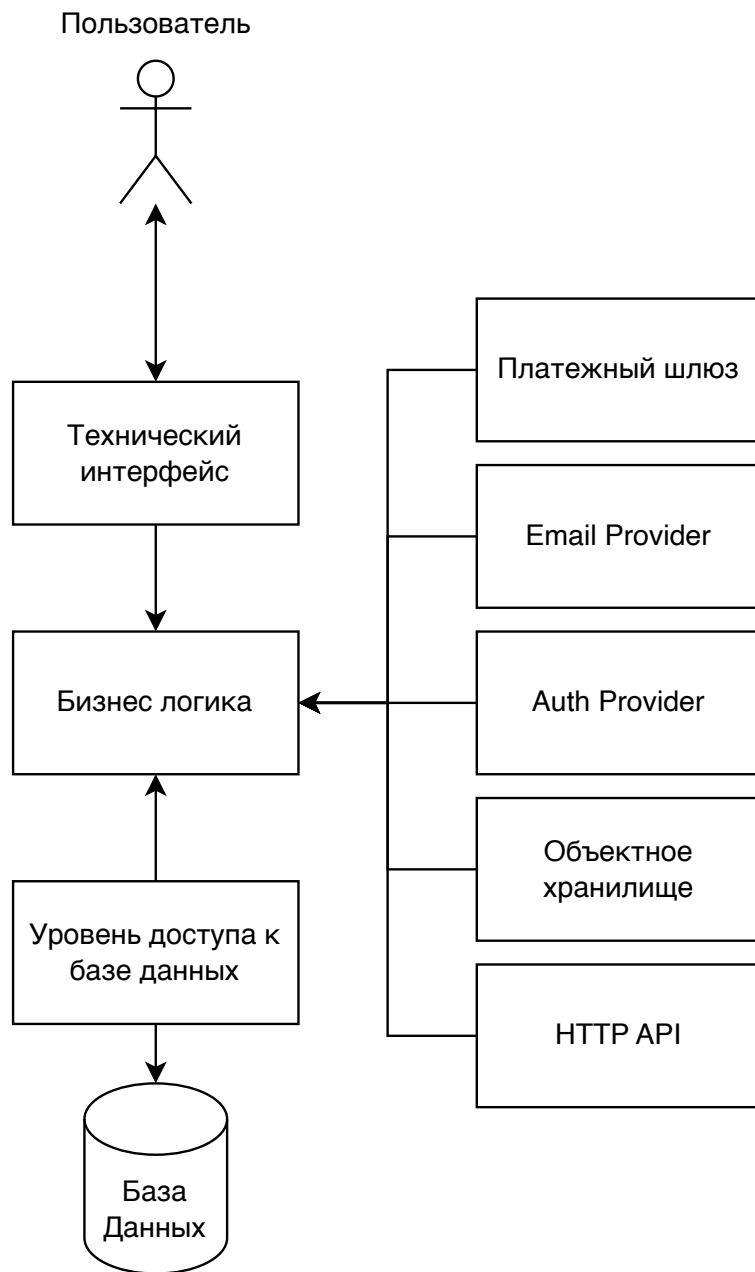 Пользователь
Технический
интерфейс
Бизнес логика
Уровень доступа к
базе данных
База
Данных
Платежный шлюз
Email Provider
Auth Provider
Объектное
хранилище
HTTP API